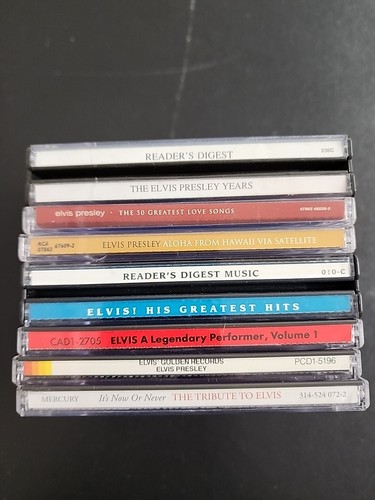 READER'S DIGEST
THE ELVIS PRESLEY YEARS
elvis presley · THE 50 GREATEST LOVE SONGS
RCA 07863 67609-2 ELVIS PRESLEY ALOHA FROM HAWAII VIA SATELLITE
READER'S DIGEST MUSIC 010-C
ELVIS! HIS GREATEST HITS
CAD1-2705 ELVIS A Legendary Performer, Volume 1
ELVIS' GOLDEN RECORDS PCD1-5196
ELVIS PRESLEY
MERCURY It's Now Or Never THE TRIBUTE TO ELVIS 314-524 072-2